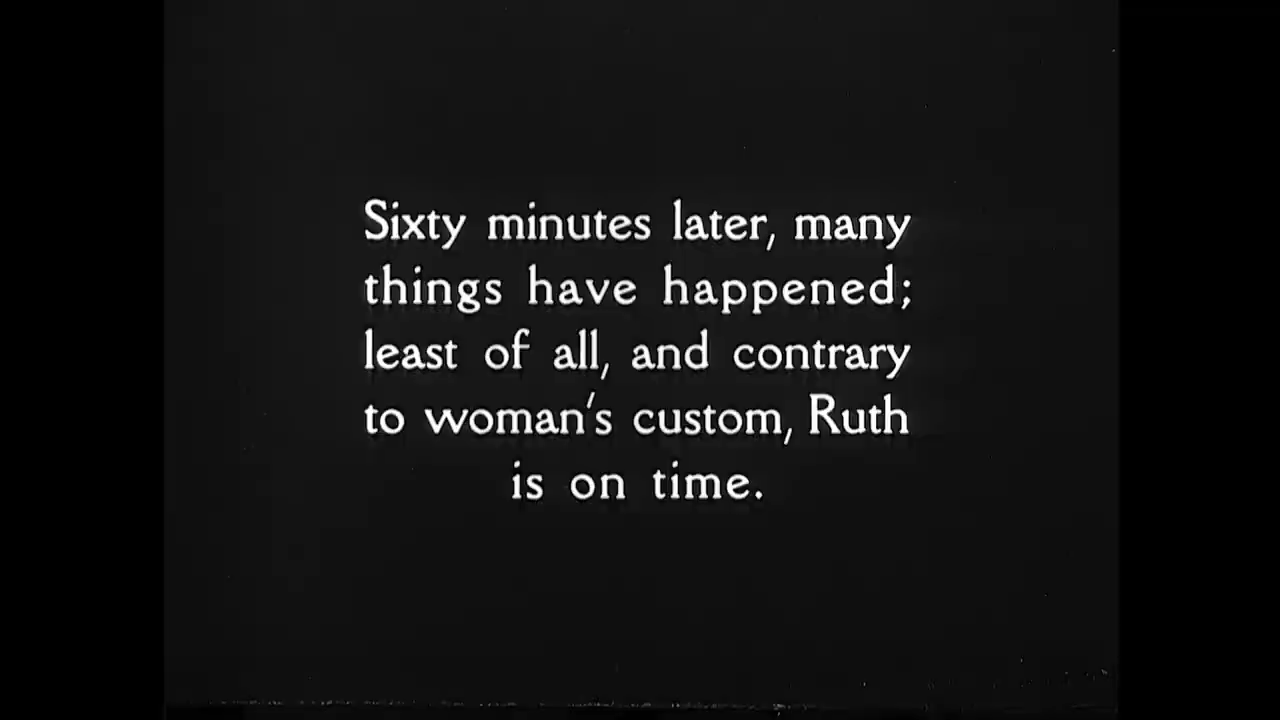 Sixty minutes later, many
things have happened;
least of all, and contrary
to woman's custom, Ruth
is on time.